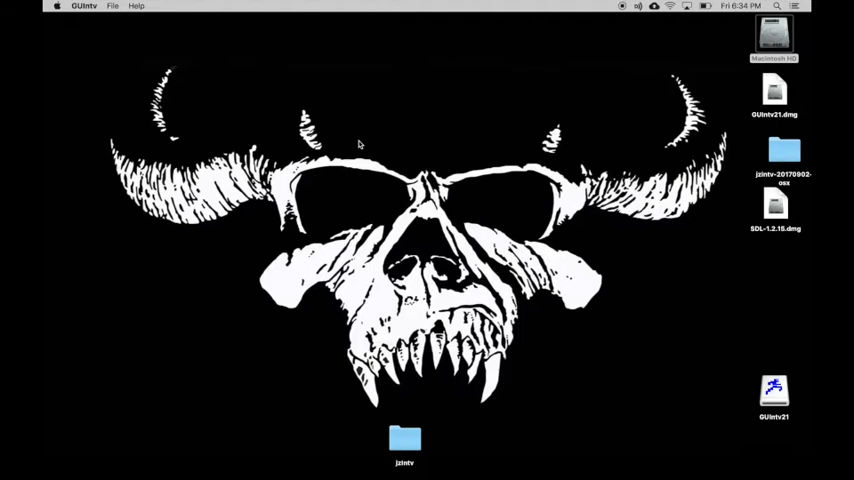 GUIntv File Help
Fri 6:34 PM
Macintosh HD
GUIntv21.dmg
jzintv-20170902-
osx
SDL-1.2.15.dmg
GUIntv21
jzintv